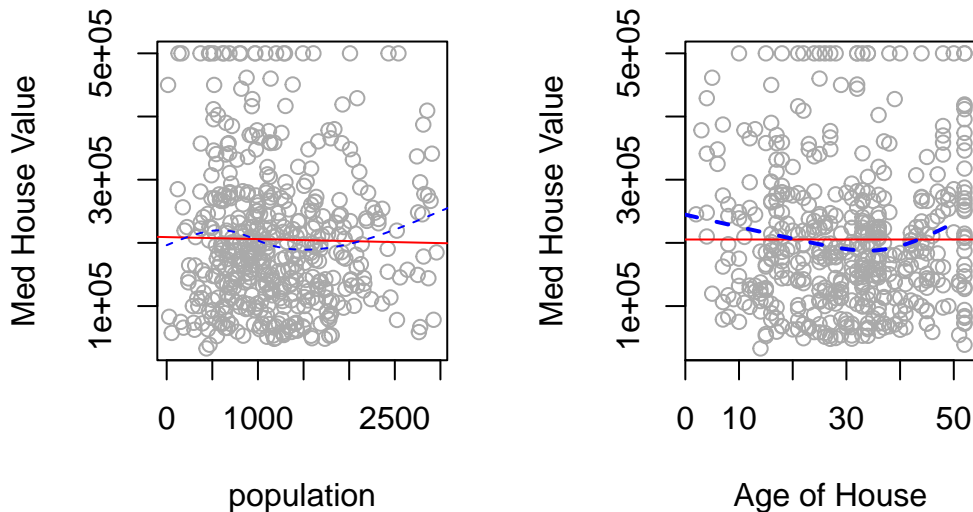 Med House Value
5e+05
3e+05
1e+05
0 1000 2500
population
Med House Value
5e+05
3e+05
1e+05
0 10 30 50
Age of House